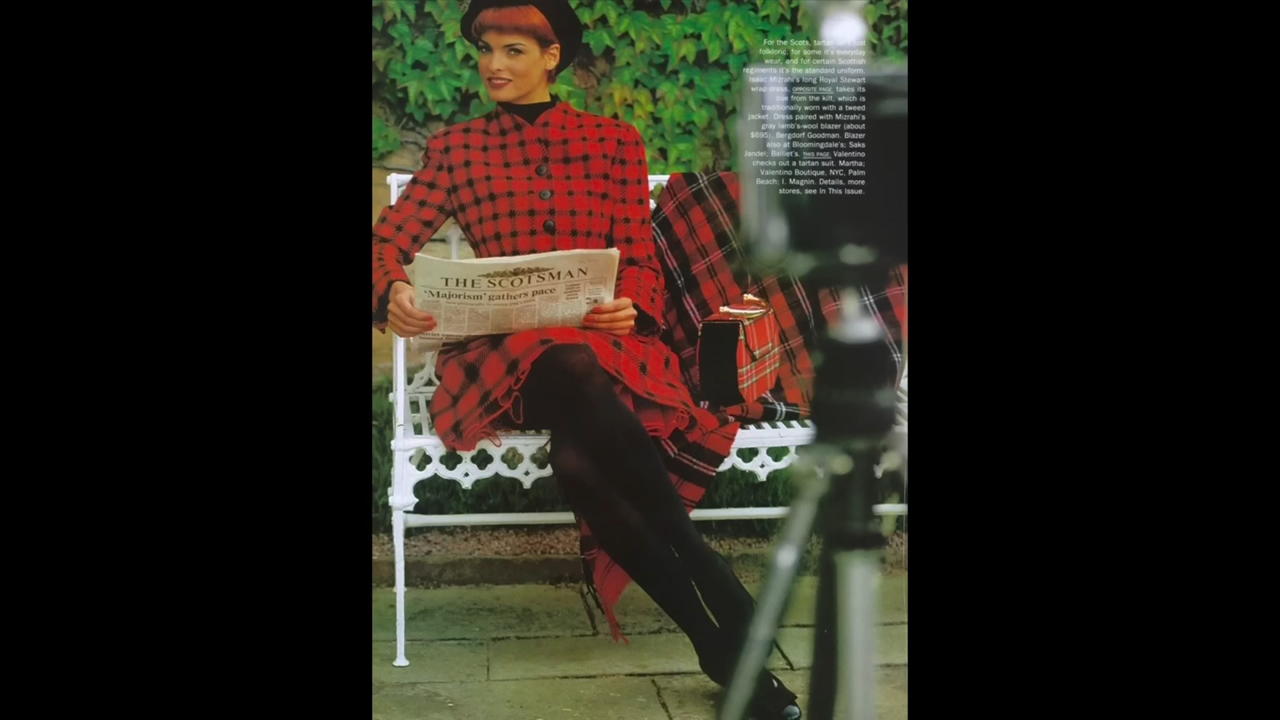 For the Scots, tartan isn't just
folkloric, for some it's everyday
wear, and for certain Scottish
regiments it's the standard uniform.
Isaac Mizrahi's long Royal Stewart
wrap dress, OPPOSITE PAGE, takes its
cue from the kilt, which is
traditionally worn with a tweed
jacket. Dress paired with Mizrahi's
gray lamb's-wool blazer (about
$695). Bergdorf Goodman. Blazer
also at Bloomingdale's; Saks
Jandel; Balliet's. THIS PAGE: Valentino
checks out a tartan suit. Martha;
Valentino Boutique, NYC, Palm
Beach; I. Magnin. Details, more
stores, see In This Issue.
THE SCOTSMAN
'Majorism' gathers pace